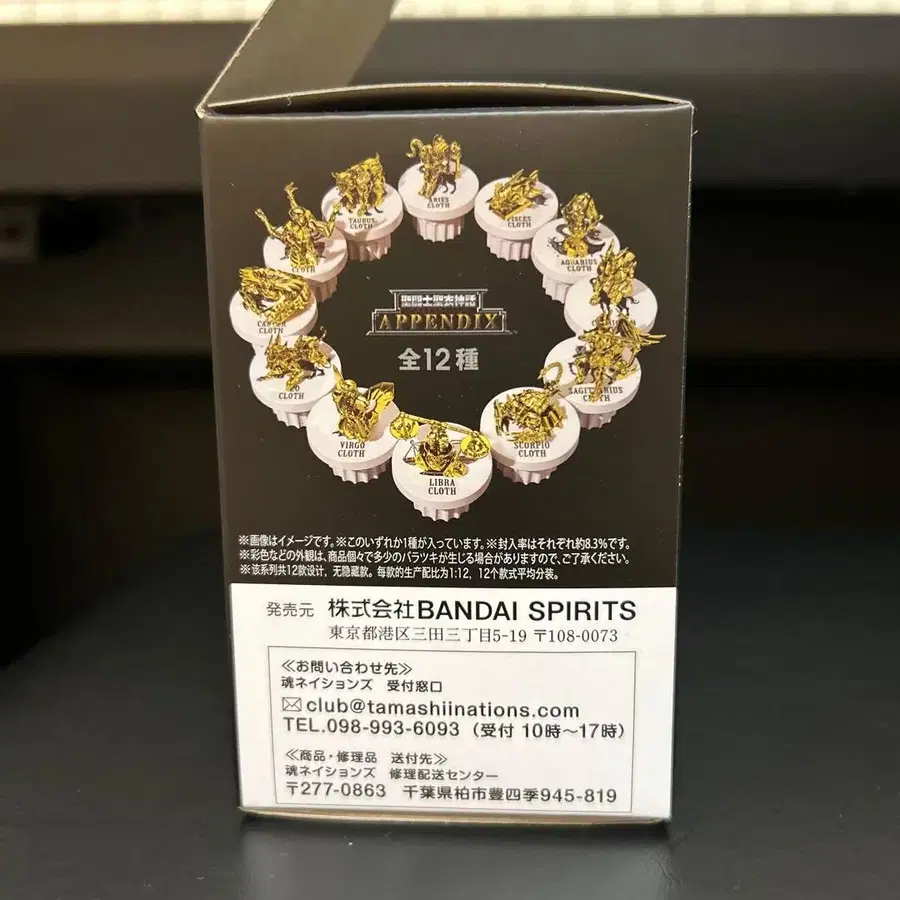 ARIES
CLOTH
TAURUS
CLOTH
PISCES
CLOTH
CLOTH
AQUARIUS
CLOTH
CLOTH
CLOTH
SAGITTARIUS
CLOTH
VIRGO
CLOTH
SCORPIO
CLOTH
LIBRA
CLOTH
聖闘士聖衣神話
APPENDIX
全12種
※画像はイメージです。※このいずれか1種が入っています。※封入率はそれぞれ約8.3%です。
※彩色などの外観は、商品個々で多少のバラツキが生じる場合がありますので、ご了承ください。
※该系列共12款设计，无隐藏款。每款的生产配比为1:12，12个款式平均分装。
発売元 株式会社BANDAI SPIRITS
東京都港区三田三丁目5-19 〒108-0073
≪お問い合わせ先≫
魂ネイションズ 受付窓口
✉club@tamashiinations.com
TEL.098-993-6093（受付 10時～17時）
≪商品・修理品 送付先≫
魂ネイションズ 修理配送センター
〒277-0863 千葉県柏市豊四季945-819